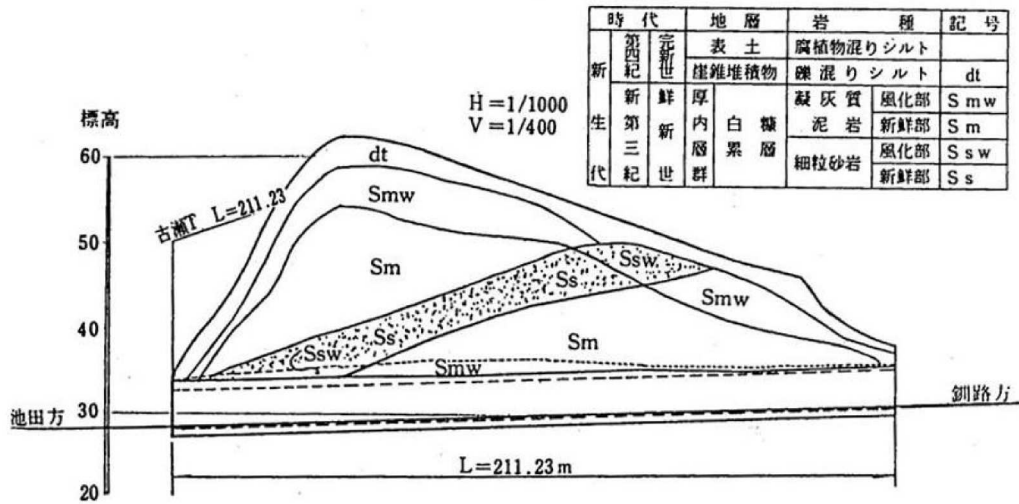 時代 地層 岩種 記号
新生代 第四紀 完新世 表土 腐植物混りシルト
崖錐堆積物 礫混りシルト dt
新第三紀 鮮新世 厚内層群 白糠累層 凝灰質泥岩 風化部 Smw
新鮮部 Sm
細粒砂岩 風化部 Ssw
新鮮部 Ss
H=1/1000
V=1/400
標高
60
50
40
30
20
古瀬T L=211.23
dt
Smw
Sm
Ssw
Ss
Smw
Ss
Sm
Ssw
Smw
池田方
釧路方
L=211.23m